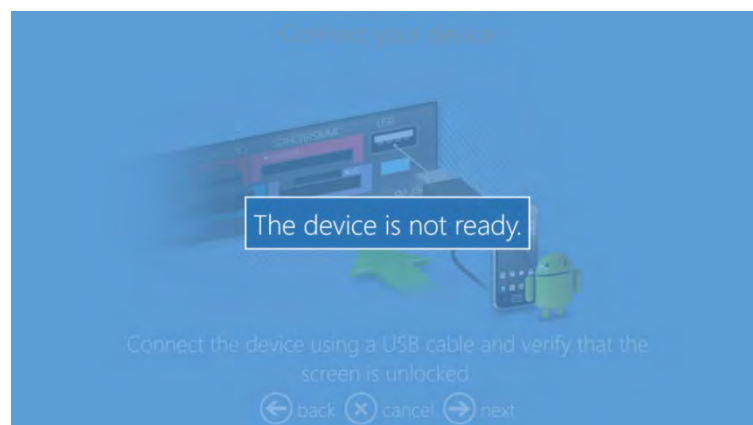 Connect your device
USB
The device is not ready.
Connect the device using a USB cable and verify that the
screen is unlocked.
back cancel next